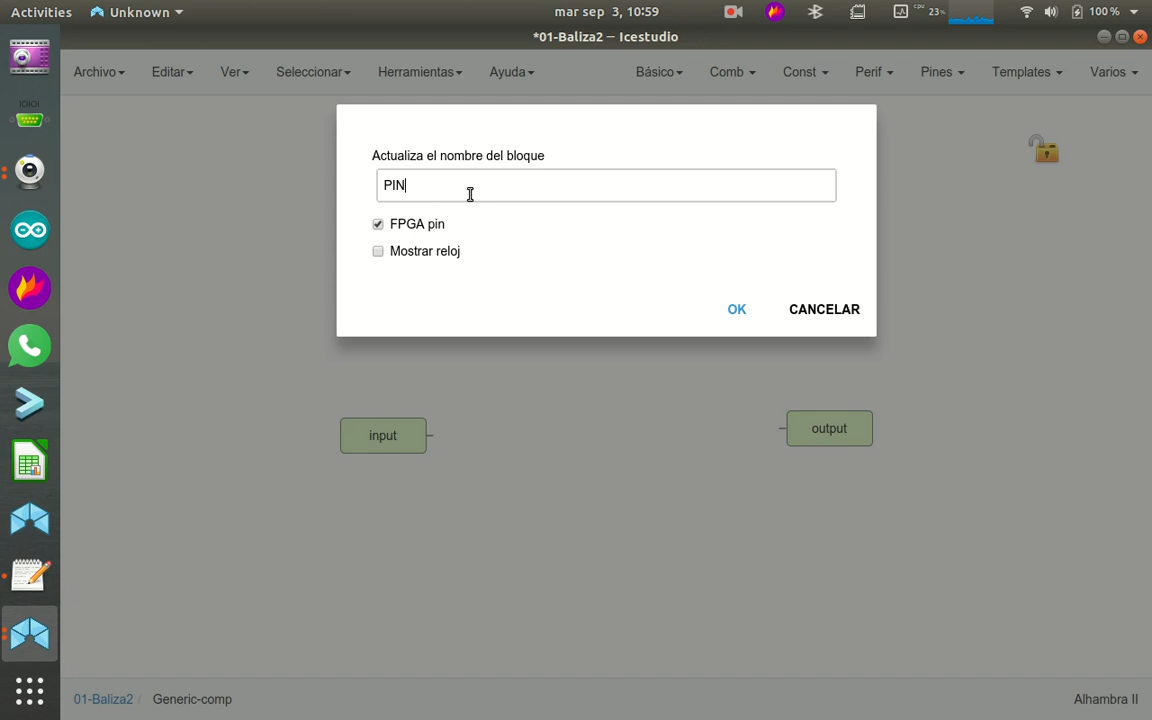 Activities Unknown mar sep 3, 10:59 cpu 23% 100 %
*01-Baliza2 – Icestudio
Archivo Editar Ver Seleccionar Herramientas Ayuda Básico Comb Const Perif Pines Templates Varios
Actualiza el nombre del bloque
PIN
FPGA pin
Mostrar reloj
OK CANCELAR
input output
01-Baliza2 / Generic-comp Alhambra II